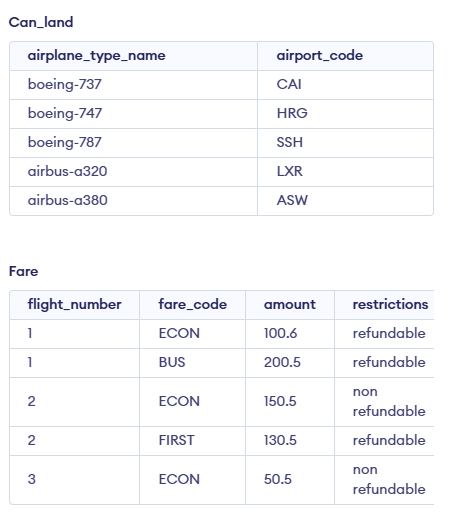 Can_land
airplane_type_name airport_code
boeing-737 CAI
boeing-747 HRG
boeing-787 SSH
airbus-a320 LXR
airbus-a380 ASW
Fare
flight_number fare_code amount restrictions
1 ECON 100.6 refundable
1 BUS 200.5 refundable
2 ECON 150.5 non
refundable
2 FIRST 130.5 refundable
3 ECON 50.5 non
refundable